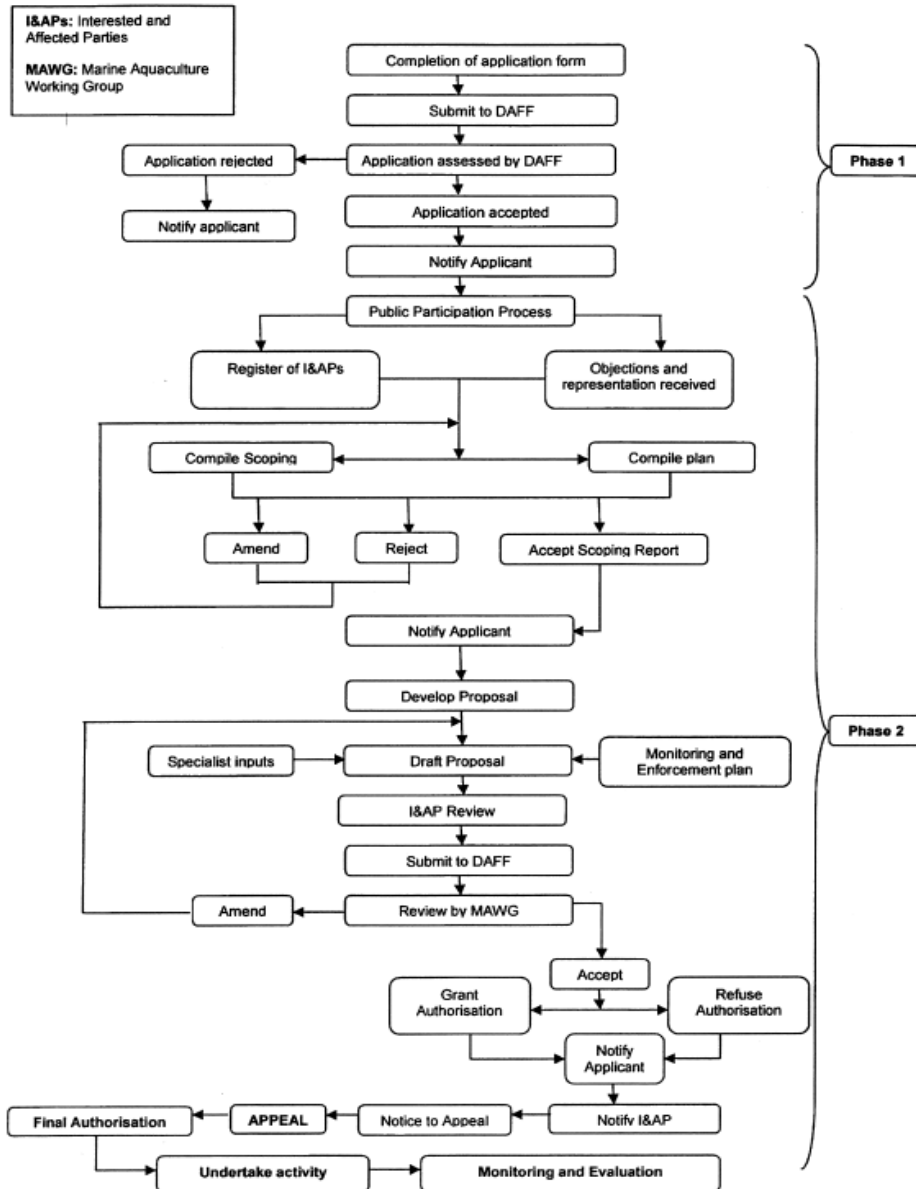 I&APs: Interested and
Affected Parties
MAWG: Marine Aquaculture
Working Group
Completion of application form
Submit to DAFF
Application rejected
Application assessed by DAFF
Phase 1
Notify applicant
Application accepted
Notify Applicant
Public Participation Process
Register of I&APs
Objections and
representation received
Compile Scoping
Compile plan
Amend
Reject
Accept Scoping Report
Notify Applicant
Develop Proposal
Phase 2
Specialist inputs
Draft Proposal
Monitoring and
Enforcement plan
I&AP Review
Submit to DAFF
Amend
Review by MAWG
Accept
Grant
Authorisation
Refuse
Authorisation
Notify
Applicant
Final Authorisation
APPEAL
Notice to Appeal
Notify I&AP
Undertake activity
Monitoring and Evaluation